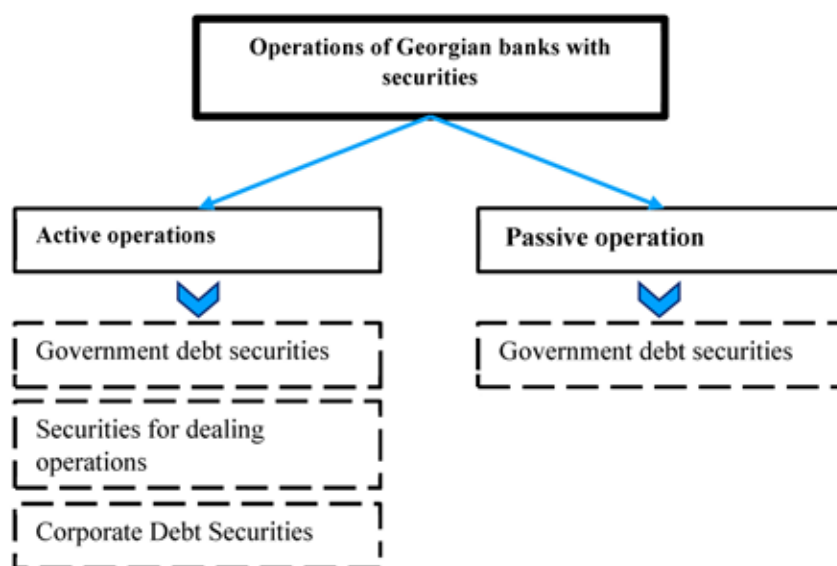 Operations of Georgian banks with
securities
Active operations
Passive operation
Government debt securities
Government debt securities
Securities for dealing
operations
Corporate Debt Securities